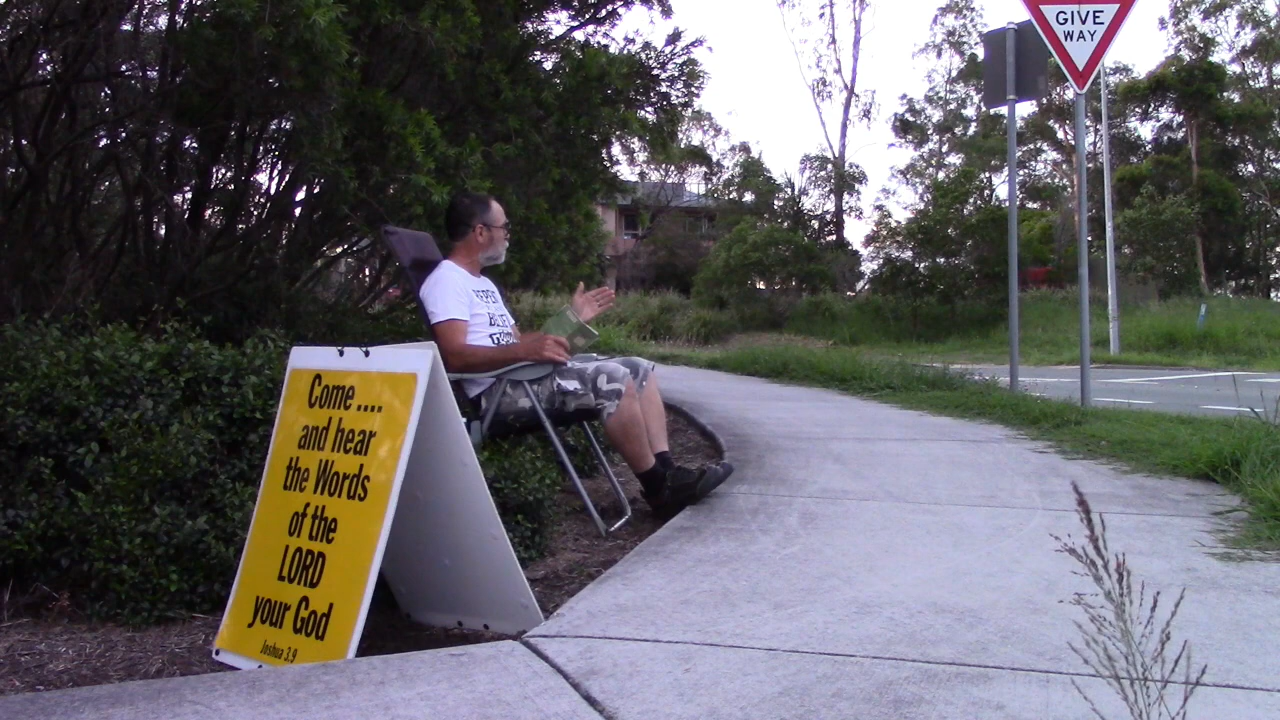 GIVE
WAY
Come ....
and hear
the Words
of the
LORD
your God
Joshua 3.9